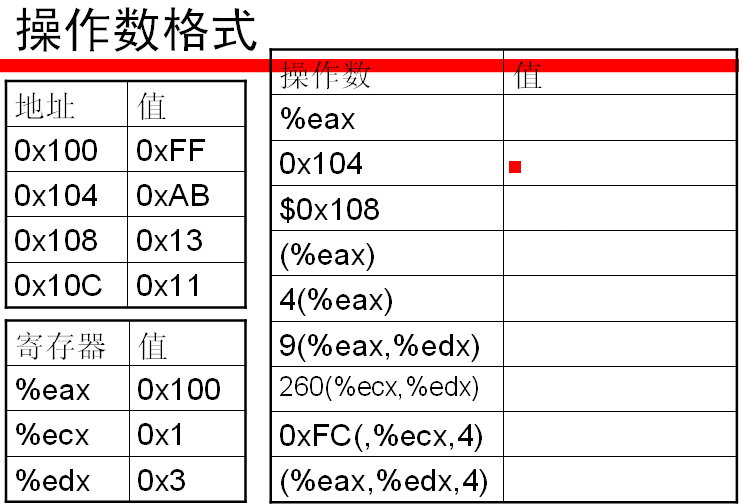 操作数格式
地址 值
0x100 0xFF
0x104 0xAB
0x108 0x13
0x10C 0x11
寄存器 值
%eax 0x100
%ecx 0x1
%edx 0x3
操作数 值
%eax
0x104
$0x108
(%eax)
4(%eax)
9(%eax,%edx)
260(%ecx,%edx)
0xFC(,%ecx,4)
(%eax,%edx,4)